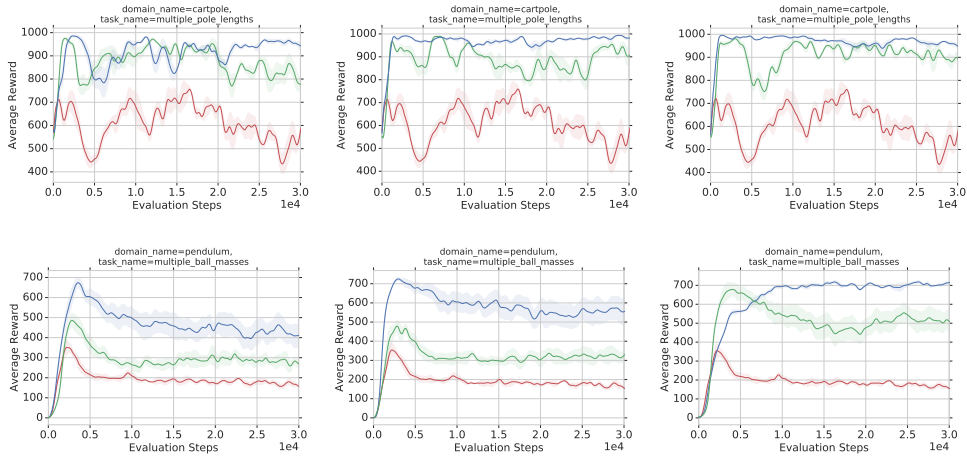 domain_name=cartpole,
task_name=multiple_pole_lengths
1000
900
800
700
600
500
400
Average Reward
0.0 0.5 1.0 1.5 2.0 2.5 3.0
Evaluation Steps
1e4
domain_name=cartpole,
task_name=multiple_pole_lengths
1000
900
800
700
600
500
400
Average Reward
0.0 0.5 1.0 1.5 2.0 2.5 3.0
Evaluation Steps
1e4
domain_name=cartpole,
task_name=multiple_pole_lengths
1000
900
800
700
600
500
400
Average Reward
0.0 0.5 1.0 1.5 2.0 2.5 3.0
Evaluation Steps
1e4
domain_name=pendulum,
task_name=multiple_ball_masses
700
600
500
400
300
200
100
0
Average Reward
0.0 0.5 1.0 1.5 2.0 2.5 3.0
Evaluation Steps
1e4
domain_name=pendulum,
task_name=multiple_ball_masses
700
600
500
400
300
200
100
0
Average Reward
0.0 0.5 1.0 1.5 2.0 2.5 3.0
Evaluation Steps
1e4
domain_name=pendulum,
task_name=multiple_ball_masses
700
600
500
400
300
200
100
0
Average Reward
0.0 0.5 1.0 1.5 2.0 2.5 3.0
Evaluation Steps
1e4